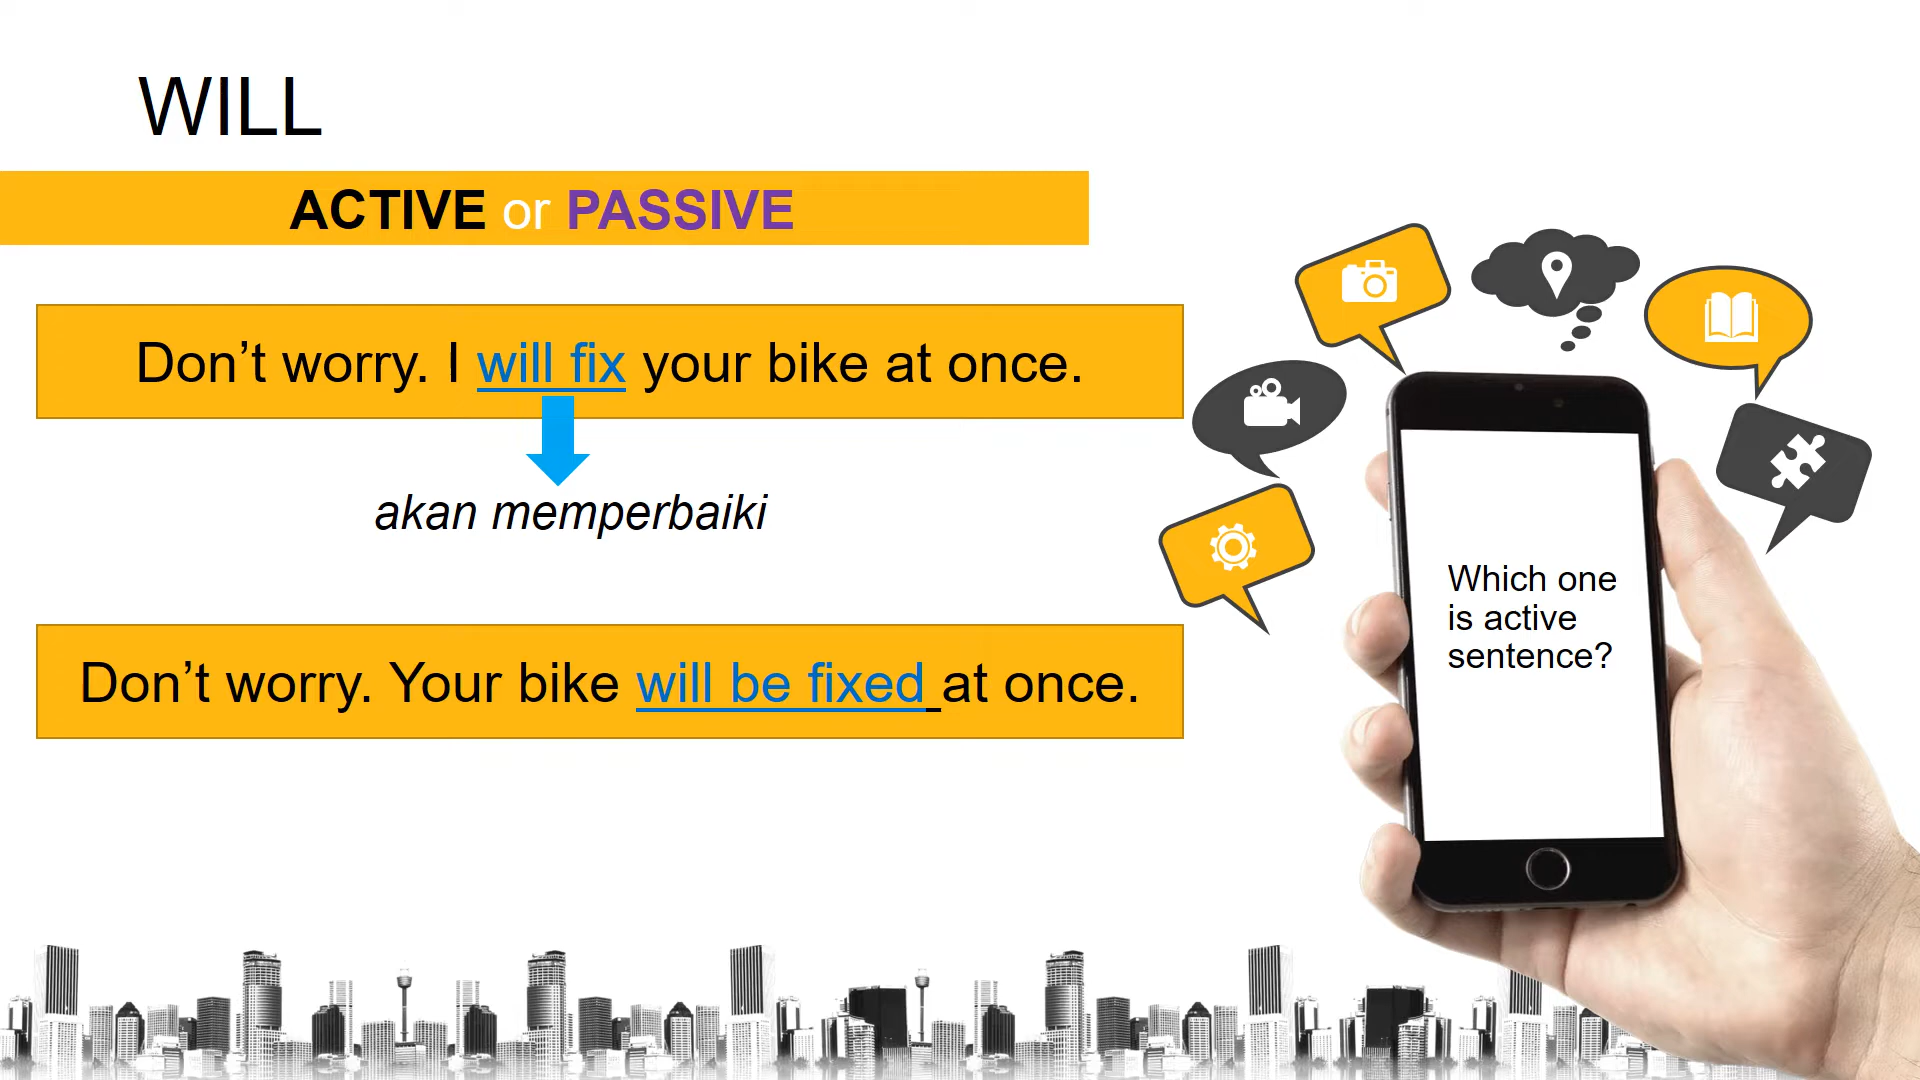 WILL
ACTIVE or PASSIVE
Don’t worry. I will fix your bike at once.
akan memperbaiki
Don’t worry. Your bike will be fixed at once.
Which one
is active
sentence?